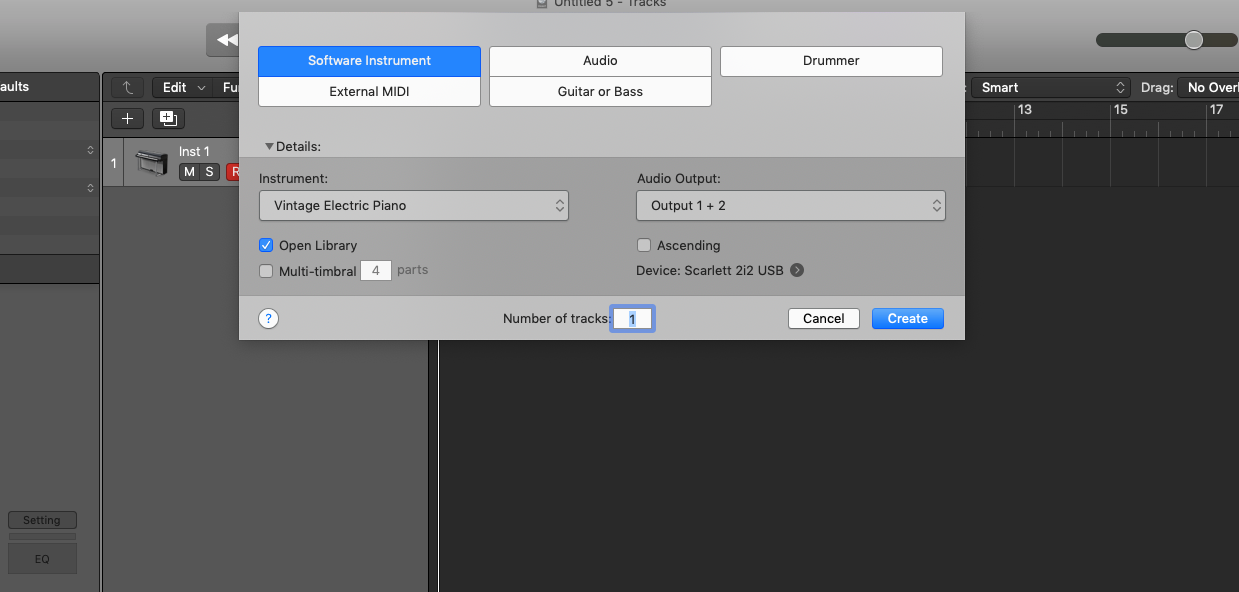 Untitled 5 - Tracks
Software Instrument
Audio
Drummer
External MIDI
Guitar or Bass
Details:
Instrument:
Audio Output:
Vintage Electric Piano
Output 1 + 2
Open Library
Ascending
Multi-timbral 4 parts
Device: Scarlett 2i2 USB
?
Number of tracks: 1
Cancel
Create
aults
Edit
Fu
: Smart
Drag: No Over
13 15 17
1
Inst 1
M S R
Setting
EQ